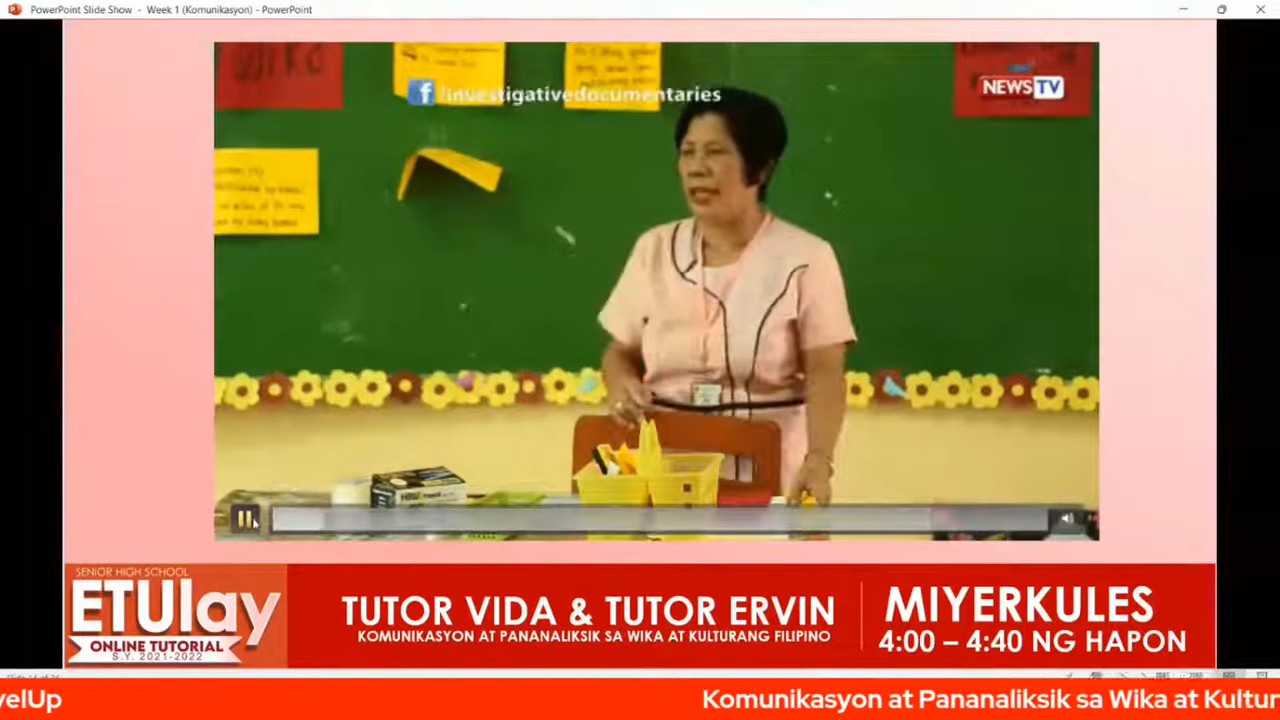 PowerPoint Slide Show - Week 1 (Komunikasyon) - PowerPoint
/investigativedocumentaries
NEWS TV
SENIOR HIGH SCHOOL
ETULay
ONLINE TUTORIAL
S.Y. 2021-2022
TUTOR VIDA & TUTOR ERVIN
KOMUNIKASYON AT PANANALIKSIK SA WIKA AT KULTURANG FILIPINO
MIYERKULES
4:00 – 4:40 NG HAPON
velUp
Komunikasyon at Pananaliksik sa Wika at Kultur